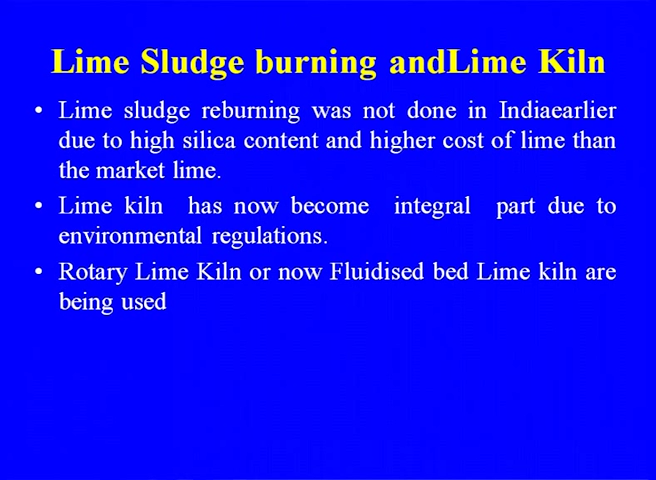 Lime Sludge burning andLime Kiln
• Lime sludge reburning was not done in Indiaearlier
due to high silica content and higher cost of lime than
the market lime.
• Lime kiln has now become integral part due to
environmental regulations.
• Rotary Lime Kiln or now Fluidised bed Lime kiln are
being used